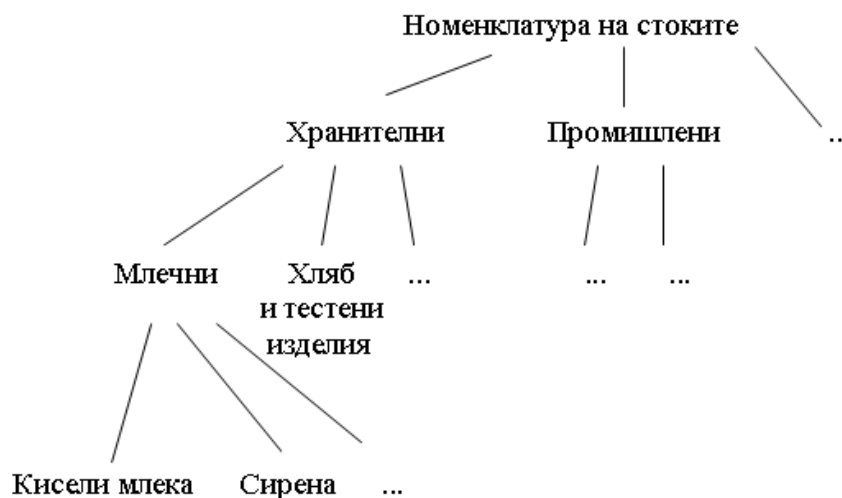 Номенклатура на стоките
Хранителни Промишлени ..
Млечни Хляб и тестени изделия ... ... ...
Кисели млека Сирена ...